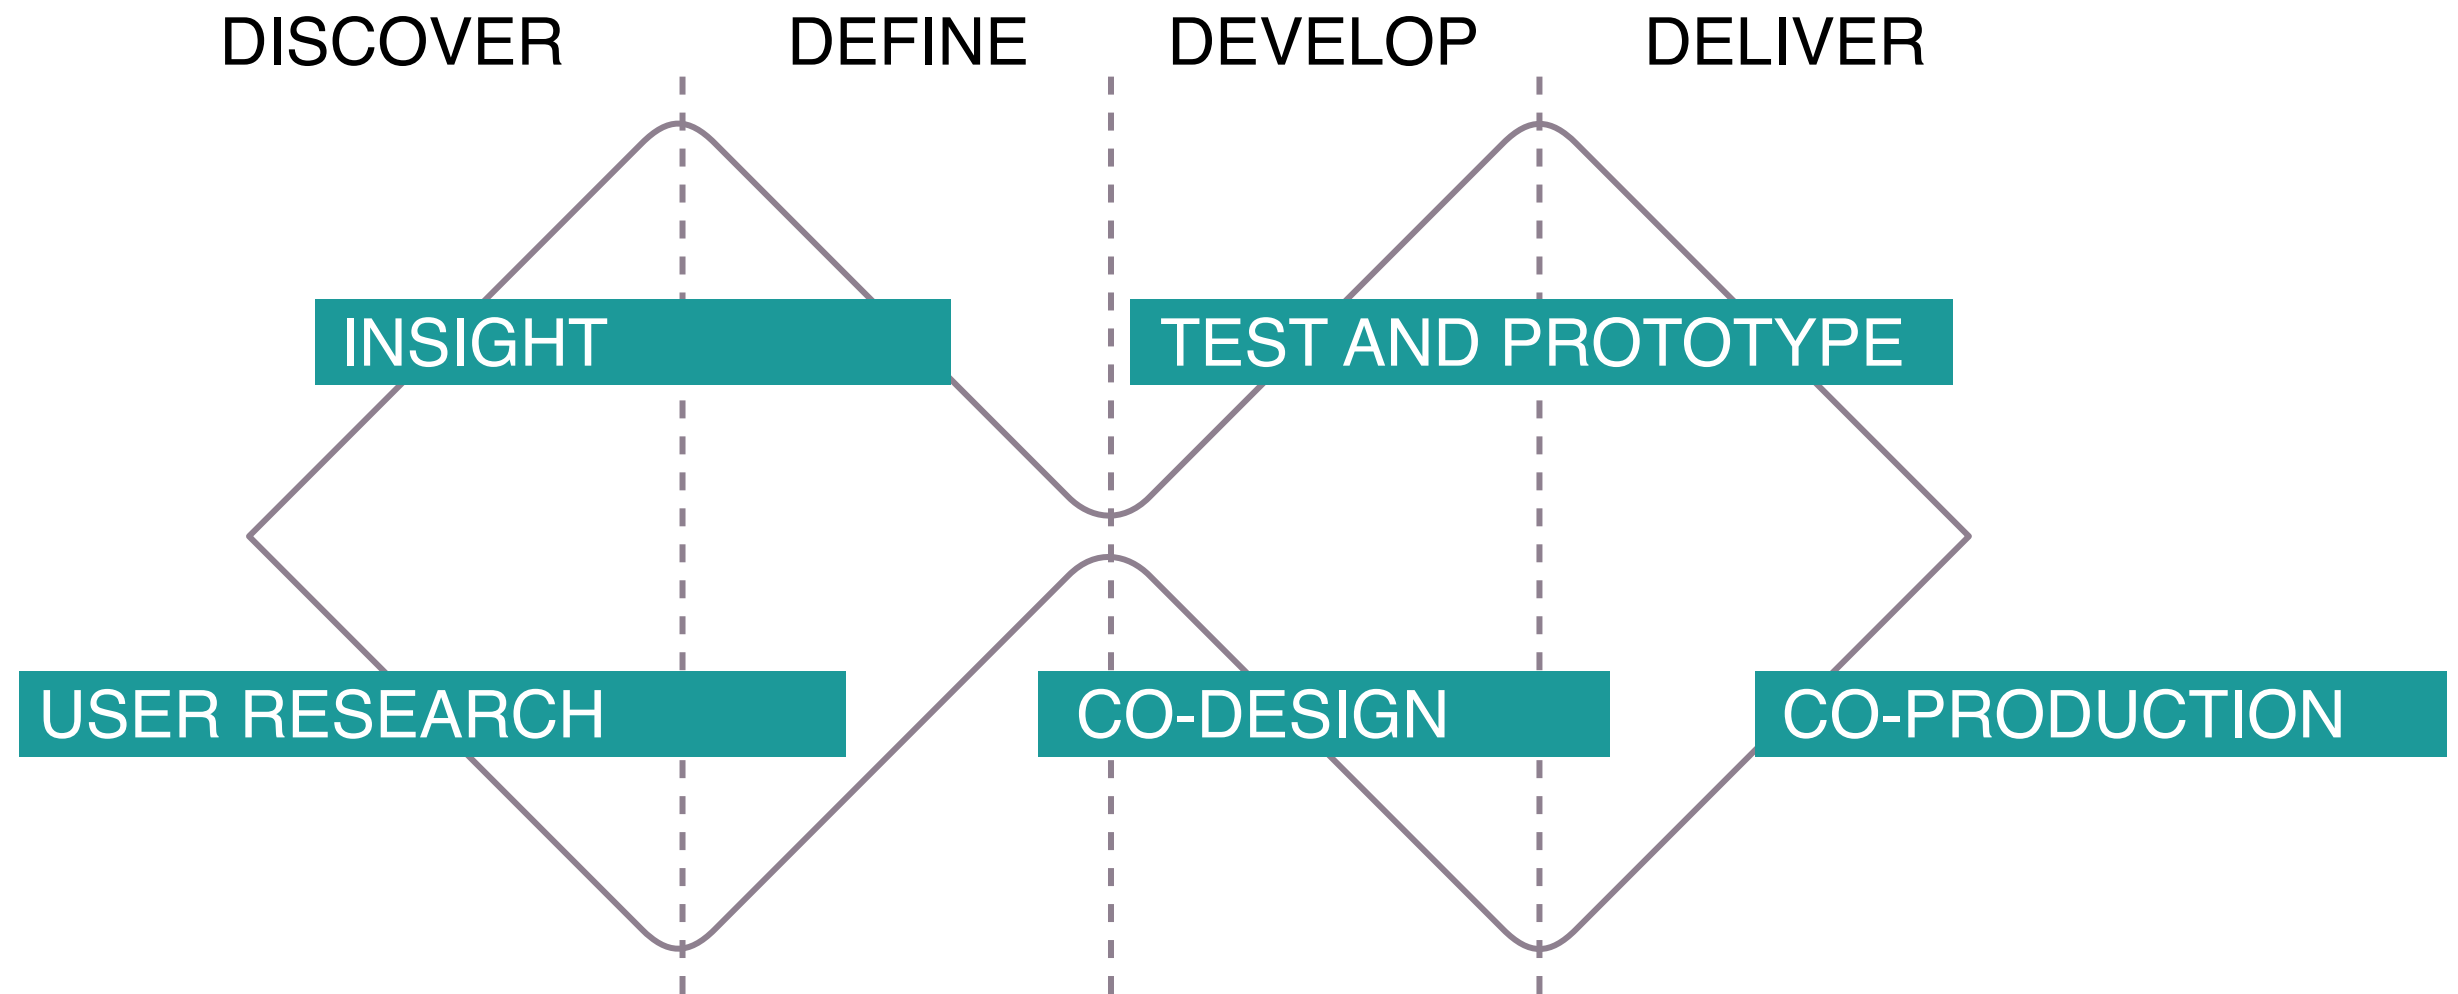 DISCOVER DEFINE DEVELOP DELIVER
INSIGHT TEST AND PROTOTYPE
USER RESEARCH CO-DESIGN CO-PRODUCTION